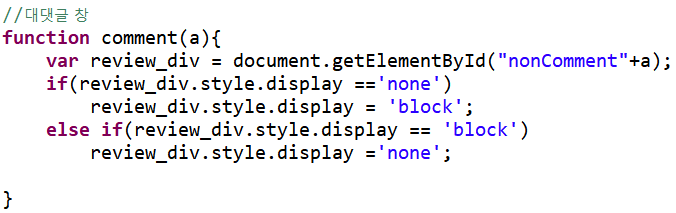 //대댓글 창
function comment(a){
    var review_div = document.getElementById("nonComment"+a);
    if(review_div.style.display =='none')
        review_div.style.display = 'block';
    else if(review_div.style.display == 'block')
        review_div.style.display ='none';

}